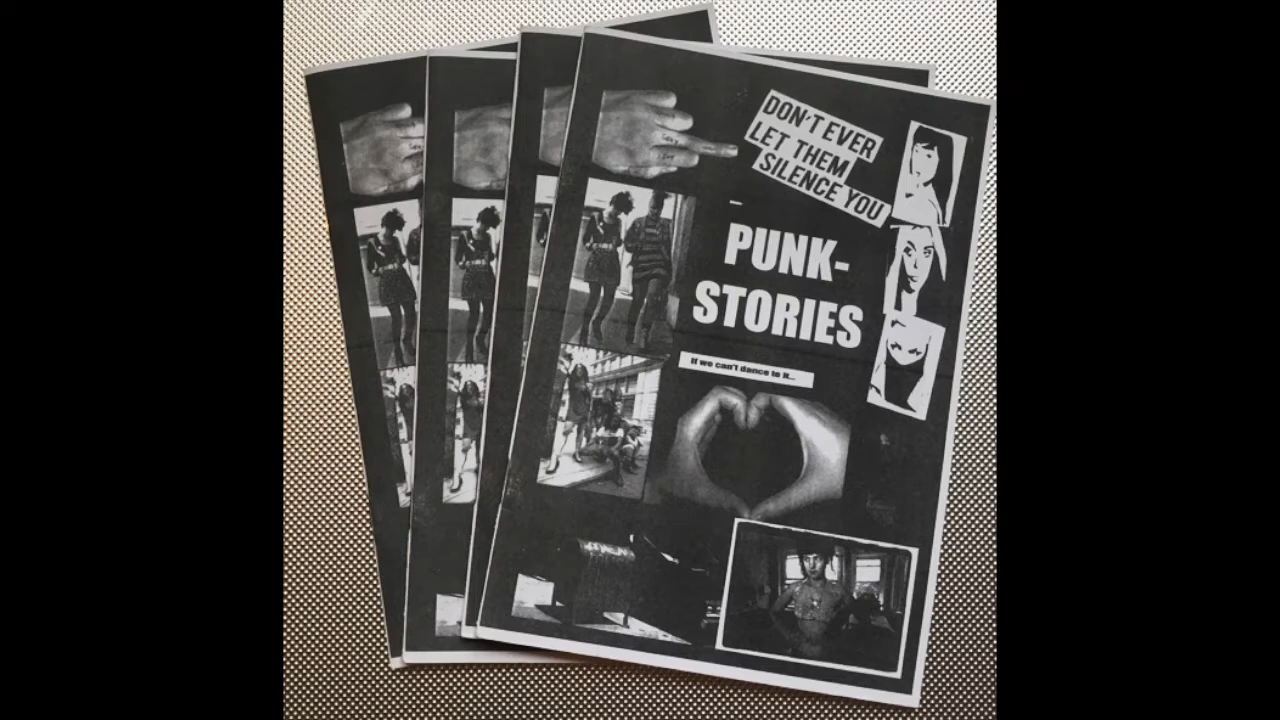 DON'T EVER
LET THEM
SILENCE YOU
PUNK-
STORIES
If we can't dance to it...